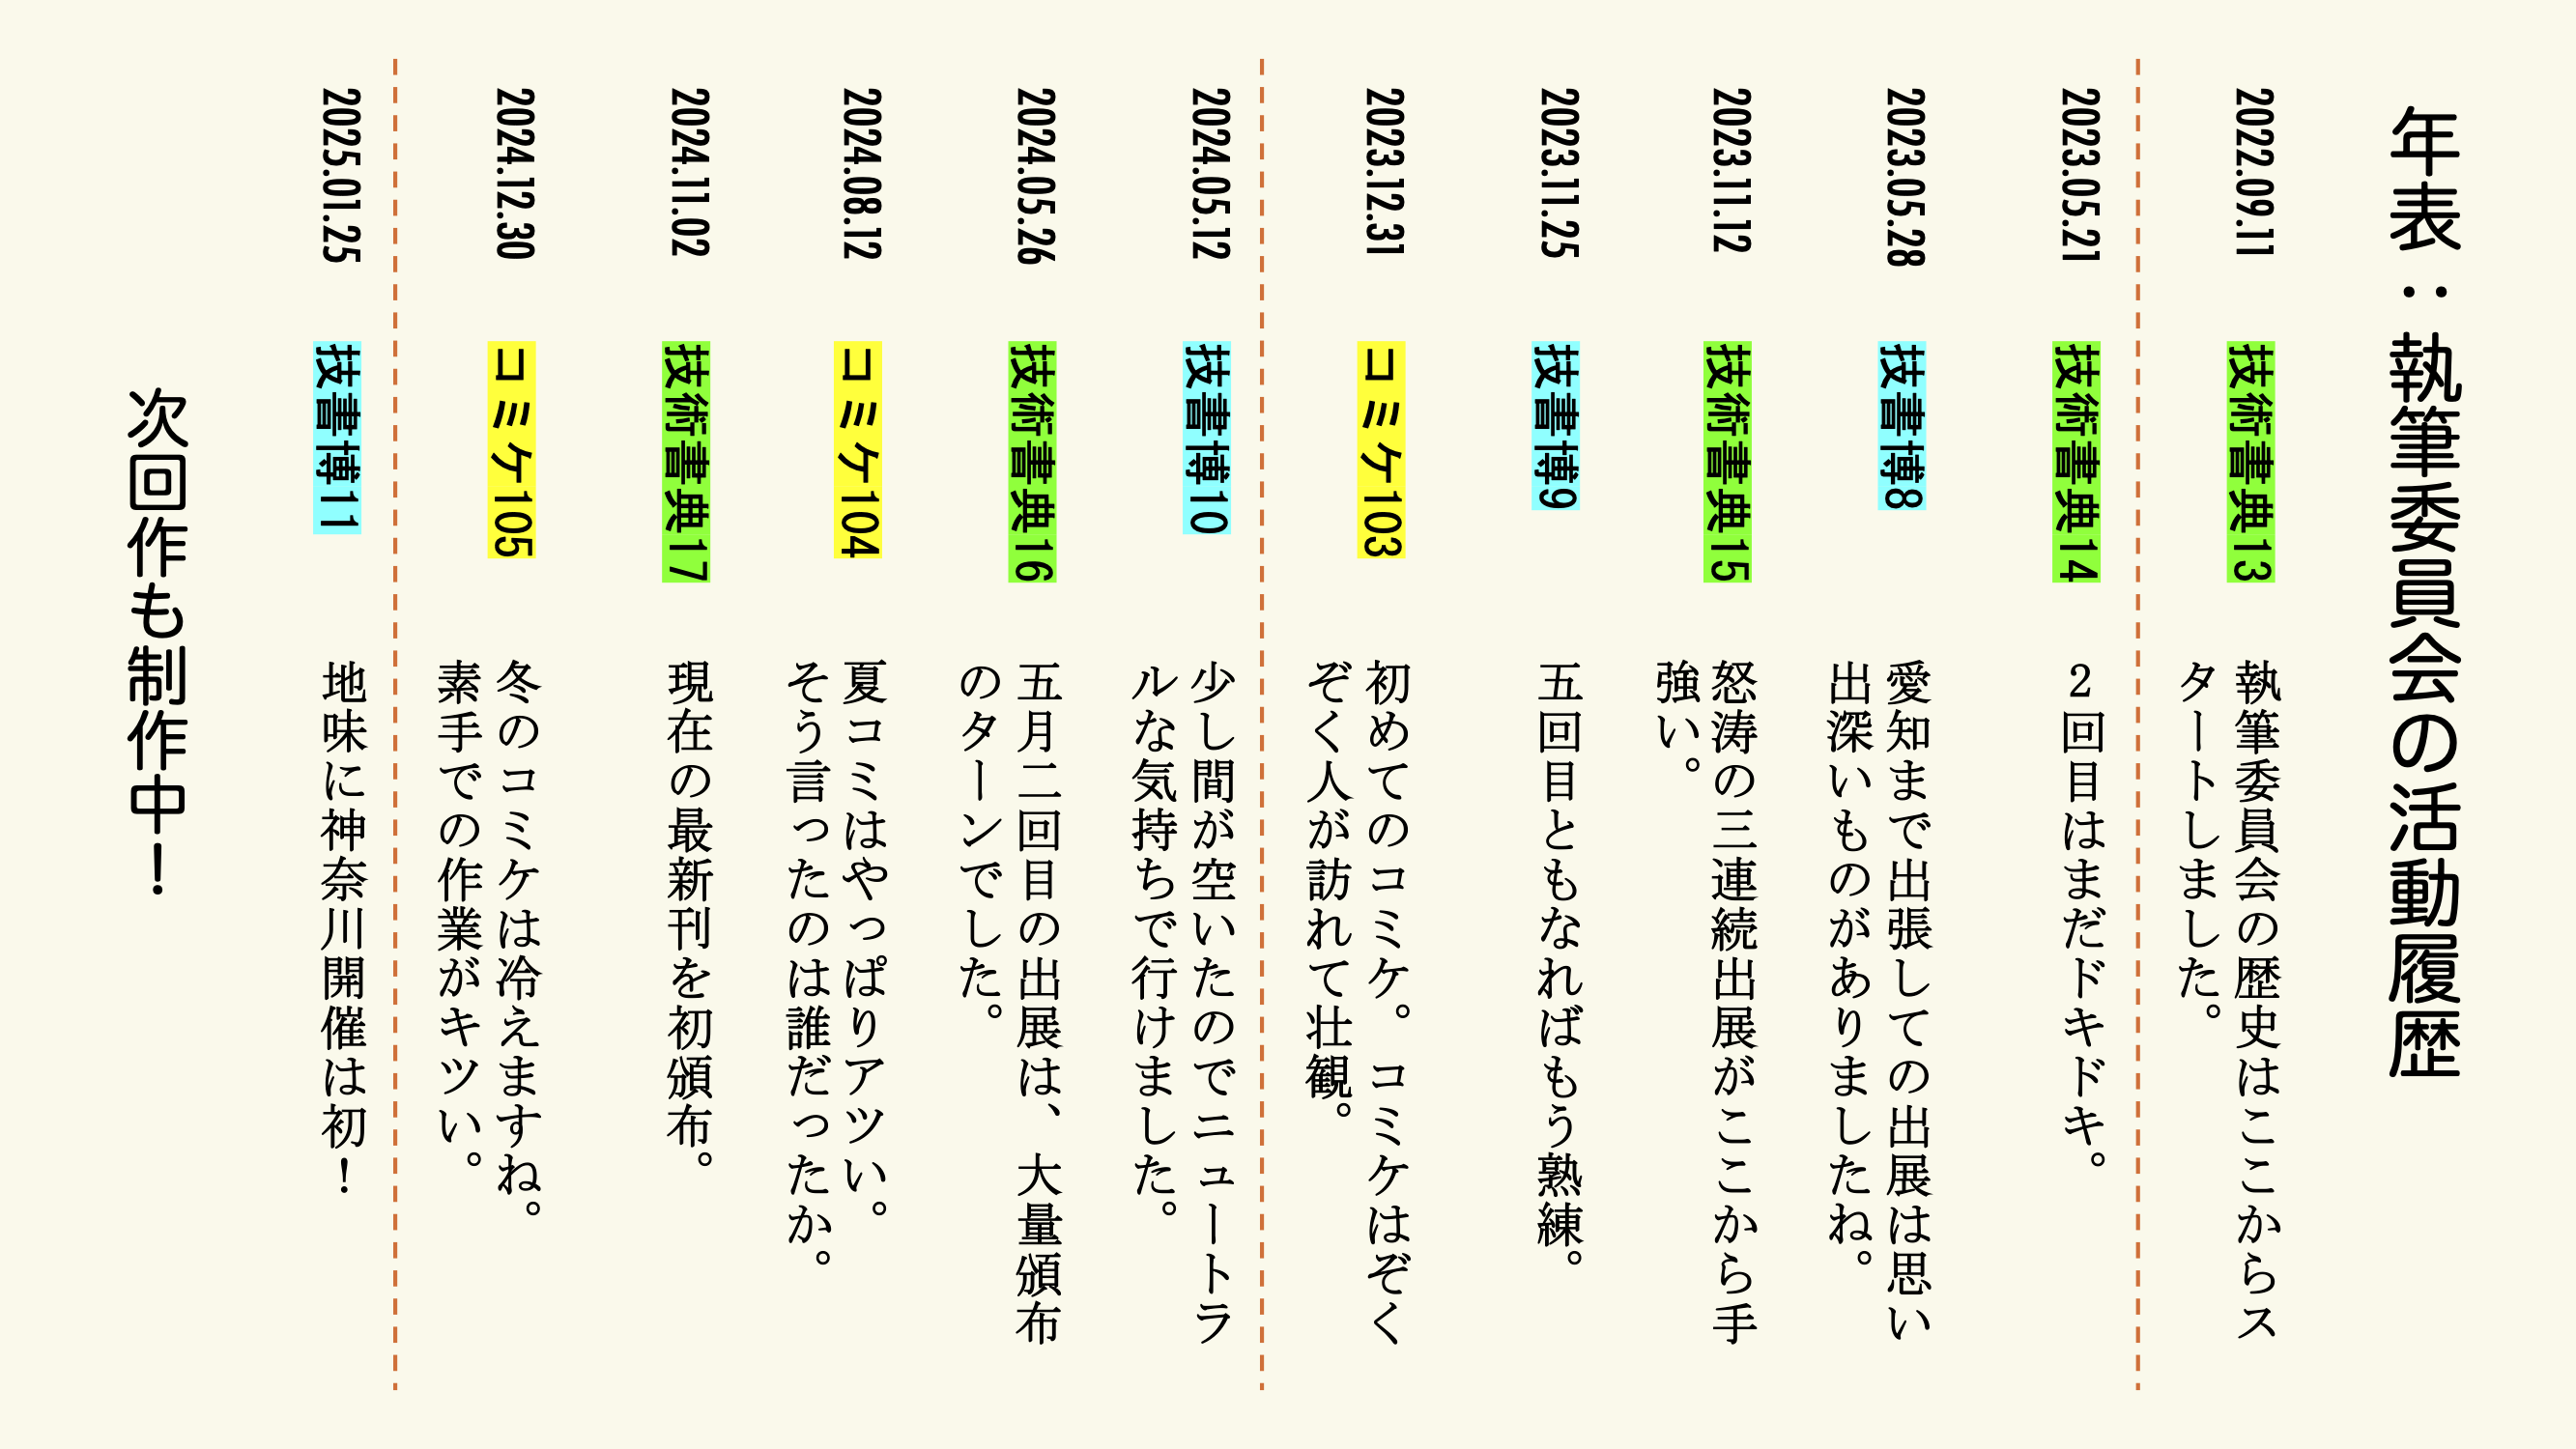 年表：執筆委員会の活動履歴
2022.09.11
技術書典13
執筆委員会の歴史はここからス
タートしました。
2023.05.21
技術書典14
2回目はまだドキドキ。
2023.05.28
技書博8
愛知まで出張しての出展は思い
出深いものがありましたね。
2023.11.12
技術書典15
怒涛の三連続出展がここから手
強い。
2023.11.25
技書博9
五回目ともなればもう熟練。
2023.12.31
コミケ103
初めてのコミケ。コミケはぞく
ぞく人が訪れて壮観。
2024.05.12
技書博10
少し間が空いたのでニュートラ
ルな気持ちで行けました。
2024.05.26
技術書典16
五月二回目の出展は、大量頒布
のターンでした。
2024.08.12
コミケ104
夏コミはやっぱりアツい。
そう言ったのは誰だったか。
2024.11.02
技術書典17
現在の最新刊を初頒布。
2024.12.30
コミケ105
冬のコミケは冷えますね。
素手での作業がキツい。
2025.01.25
技書博11
地味に神奈川開催は初！
次回作も制作中！